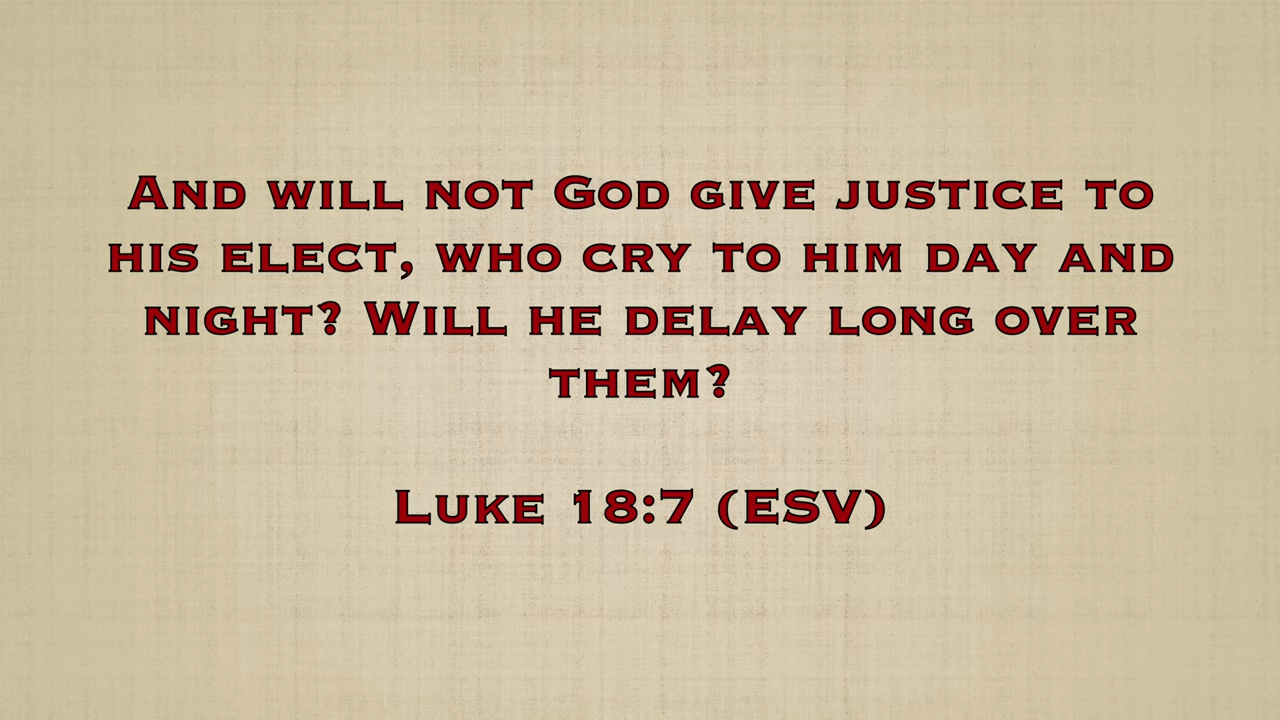 And will not God give justice to
his elect, who cry to him day and
night? Will he delay long over
them?
Luke 18:7 (ESV)